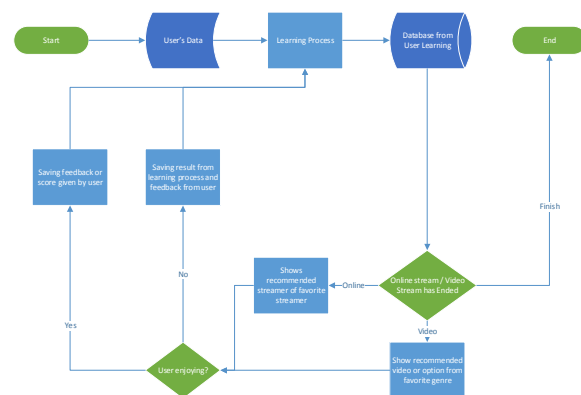 Start
User's Data
Learning Process
Database from
User Learning
End
Saving feedback or
score given by user
Saving result from
learning process and
feedback from user
Finish
No
Shows
recommended
streamer of favorite
streamer
Online
Online stream / Video
Stream has Ended
Yes
Video
User enjoying?
Show recommended
video or option from
favorite genre